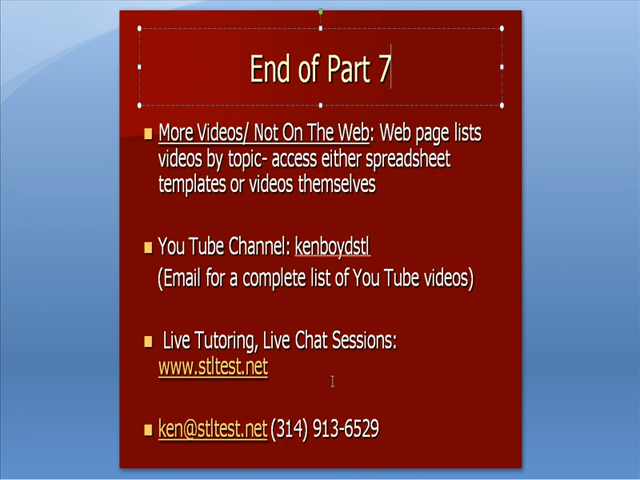 End of Part 7
More Videos/ Not On The Web: Web page lists
videos by topic- access either spreadsheet
templates or videos themselves
You Tube Channel: kenboydstl
(Email for a complete list of You Tube videos)
Live Tutoring, Live Chat Sessions:
www.stltest.net
ken@stltest.net (314) 913-6529